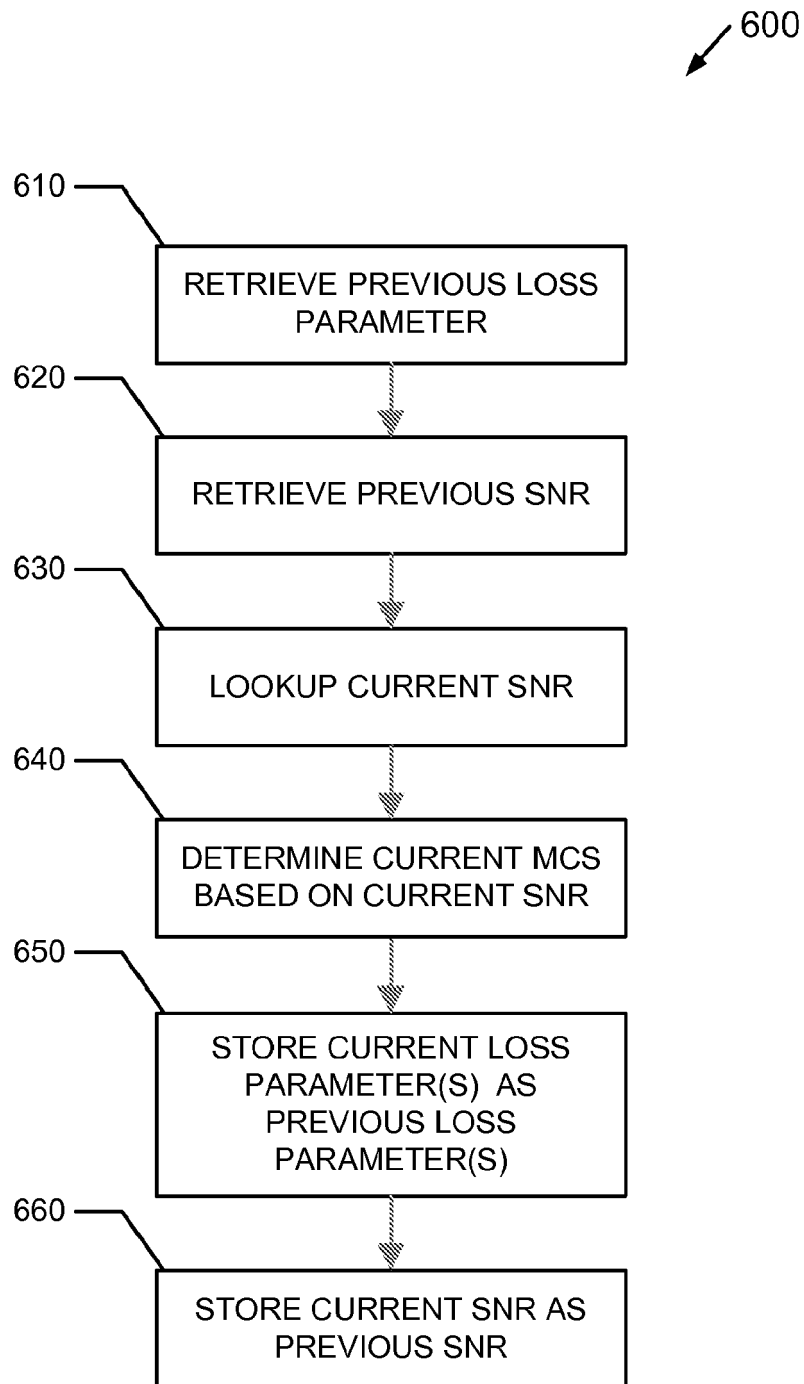 600
610
RETRIEVE PREVIOUS LOSS
PARAMETER
620
RETRIEVE PREVIOUS SNR
630
LOOKUP CURRENT SNR
640
DETERMINE CURRENT MCS
BASED ON CURRENT SNR
650
STORE CURRENT LOSS
PARAMETER(S) AS
PREVIOUS LOSS
PARAMETER(S)
660
STORE CURRENT SNR AS
PREVIOUS SNR